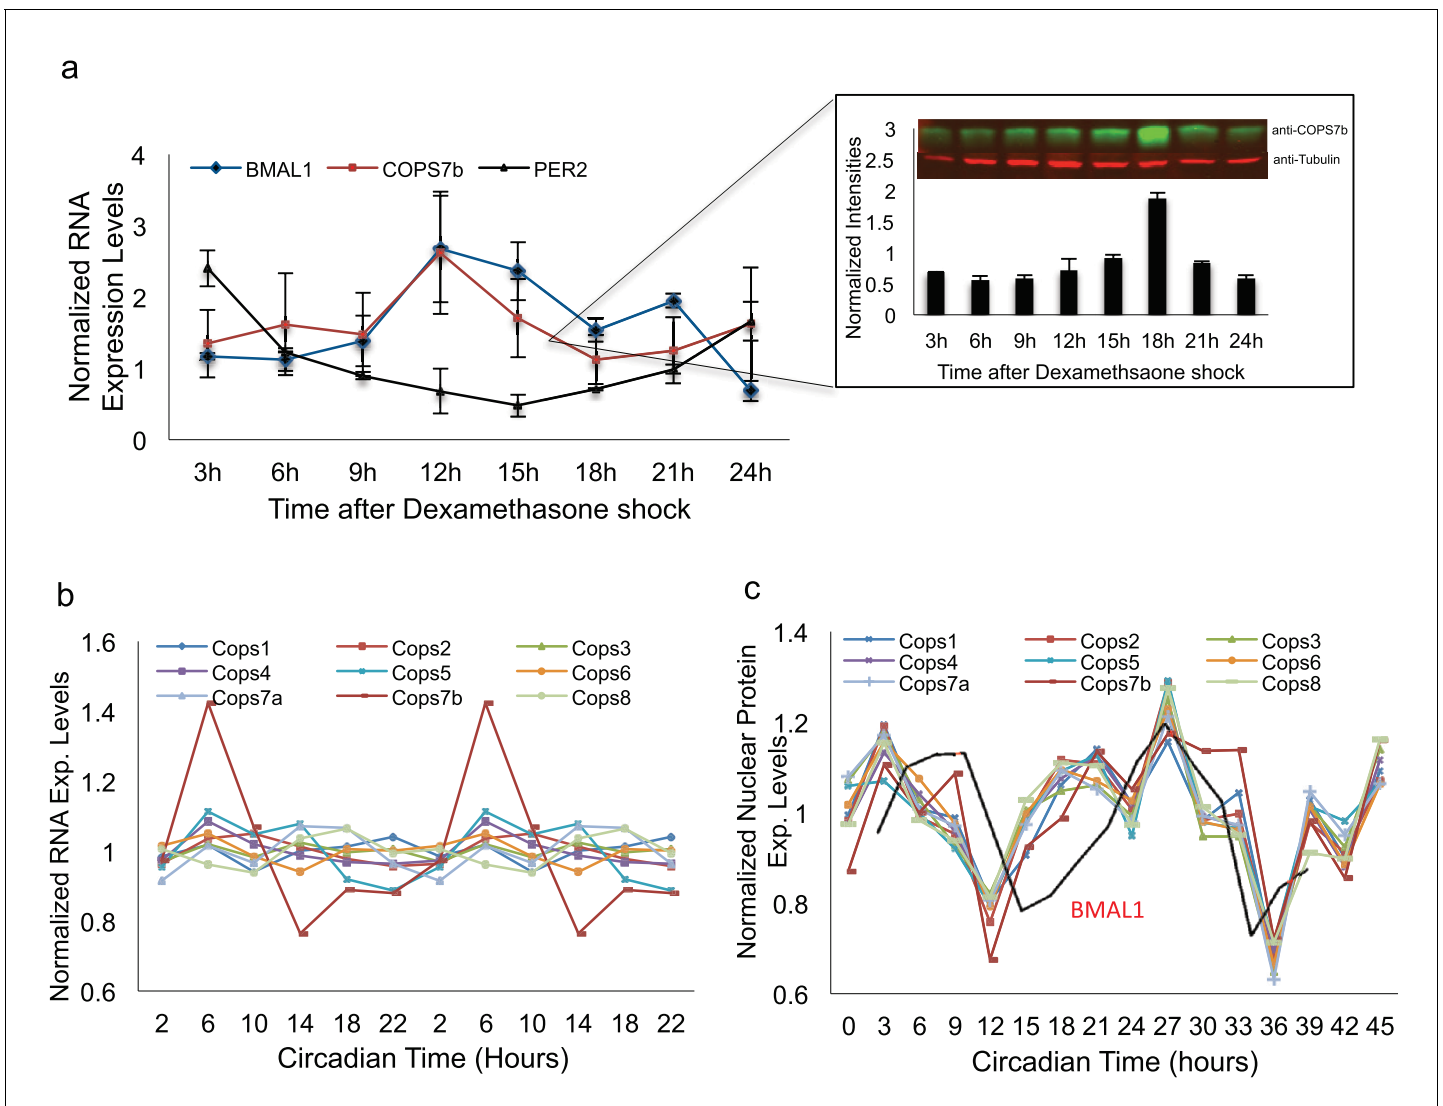 a
Normalized RNA
Expression Levels
4
3
2
1
0
BMAL1 COPS7b PER2
3h 6h 9h 12h 15h 18h 21h 24h
Time after Dexamethasone shock
Normalized Intensities
3
2.5
2
1.5
1
0.5
0
anti-COPS7b
anti-Tubulin
3h 6h 9h 12h 15h 18h 21h 24h
Time after Dexamethsaone shock
b
Normalized RNA Exp. Levels
1.6
1.4
1.2
1
0.8
0.6
Cops1 Cops2 Cops3
Cops4 Cops5 Cops6
Cops7a Cops7b Cops8
2 6 10 14 18 22 2 6 10 14 18 22
Circadian Time (Hours)
c
Normalized Nuclear Protein
Exp. Levels
1.4
1.2
1
0.8
0.6
Cops1 Cops2 Cops3
Cops4 Cops5 Cops6
Cops7a Cops7b Cops8
BMAL1
0 3 6 9 12 15 18 21 24 27 30 33 36 39 42 45
Circadian Time (hours)